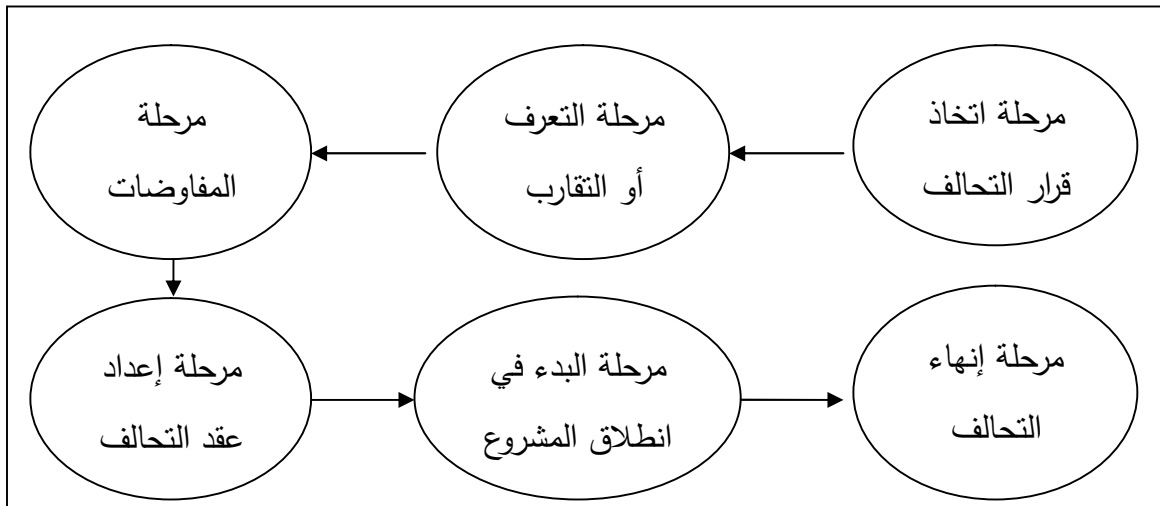 مرحلة اتخاذ
قرار التحالف
مرحلة التعرف
أو التقارب
مرحلة
المفاوضات
مرحلة إعداد
عقد التحالف
مرحلة البدء في
انطلاق المشروع
مرحلة إنهاء
التحالف